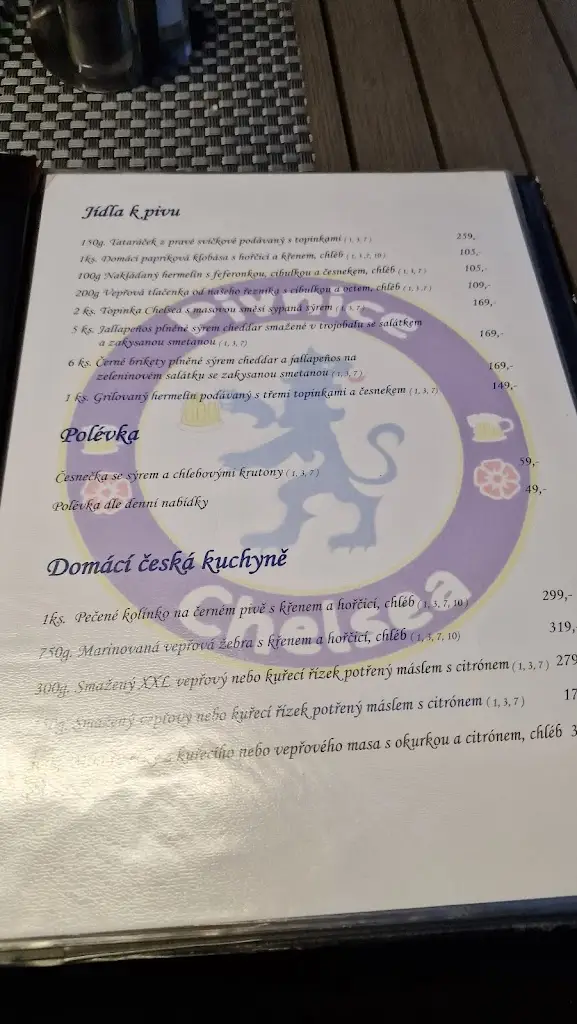 Jídla k pivu
150g. Tataráček z pravé svíčkové podávaný s topinkami (1, 3, 7) 259,-
1ks. Domácí papriková klobása s hořčicí a křenem, chléb (1, 3, 7, 10) 105,-
100g Nakládaný hermelín s feferonkou, cibulkou a česnekem, chléb (1, 3, 7) 105,-
200g Vepřová tlačenka od našeho řezníka s cibulkou a octem, chléb (1, 3, 7) 109,-
2 ks. Topinka Chelsea s masovou směsí sypaná sýrem (1, 3, 7) 169,-
5 ks. Jallapeňos plněné sýrem cheddar smažené v trojobalu se salátkem
a zakysanou smetanou (1, 3, 7) 169,-
6 ks. Černé brikety plněné sýrem cheddar a jallapeňos na
zeleninovém salátku se zakysanou smetanou (1, 3, 7) 169,-
1 ks. Grilovaný hermelín podávaný s třemi topinkami a česnekem (1, 3, 7) 149,-
Polévka
Česnečka se sýrem a chlebovými krutony (1, 3, 7) 59,-
Polévka dle denní nabídky 49,-
Domácí česká kuchyně
1ks. Pečené kolínko na černém pivě s křenem a hořčicí, chléb (1, 3, 7, 10) 299,-
750g. Marinovaná vepřová žebra s křenem a hořčicí, chléb (1, 3, 7, 10) 319,-
300g. Smažený XXL vepřový nebo kuřecí řízek potřený máslem s citrónem (1, 3, 7) 279
Smažený vepřový nebo kuřecí řízek potřený máslem s citrónem (1, 3, 7) 17
kuřecího nebo vepřového masa s okurkou a citrónem, chléb 3
Chelsea